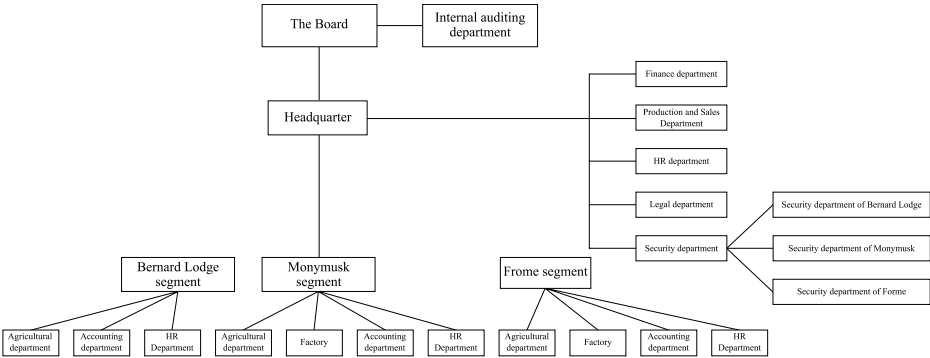 The Board
Internal auditing
department
Finance department
Headquarter
Production and Sales
Department
HR department
Legal department
Security department of Bernard Lodge
Security department
Security department of Monymusk
Security department of Forme
Bernard Lodge
segment
Monymusk
segment
Frome segment
Agricultural
department
Accounting
department
HR
Department
Agricultural
department
Factory
Accounting
department
HR
Department
Agricultural
department
Factory
Accounting
department
HR
Department